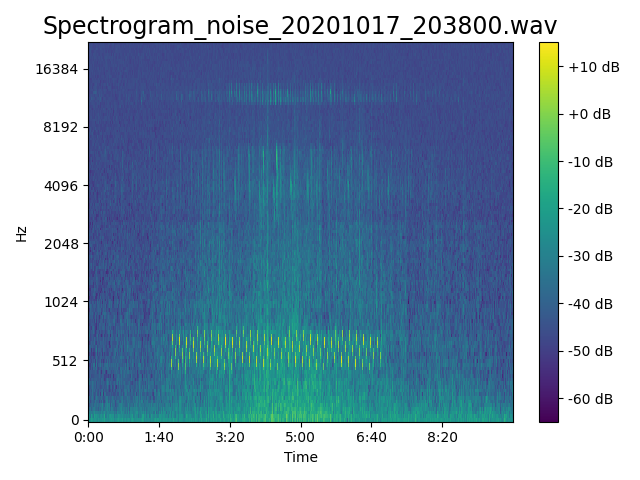 Spectrogram_noise_20201017_203800.wav
16384
8192
4096
2048
1024
512
0
Hz
0:00 1:40 3:20 5:00 6:40 8:20
Time
+10 dB
+0 dB
-10 dB
-20 dB
-30 dB
-40 dB
-50 dB
-60 dB